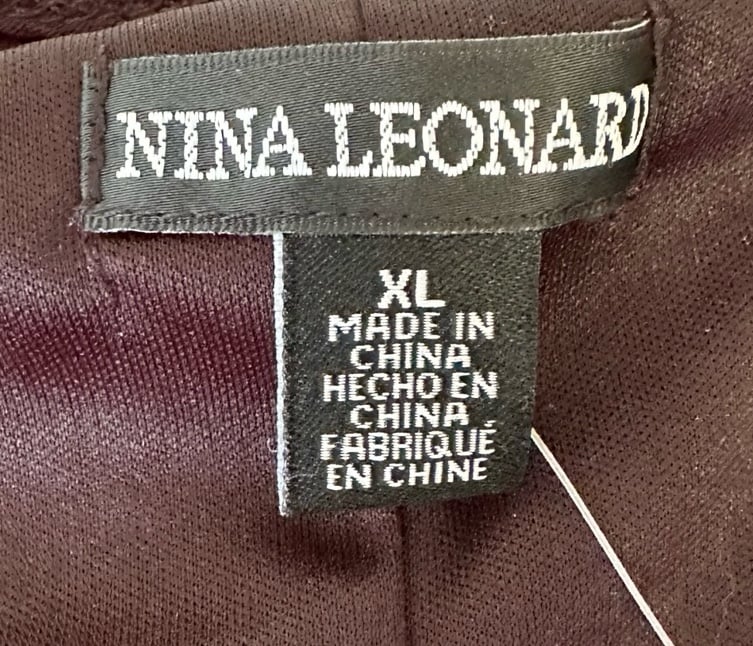 NINA LEONARD
XL
MADE IN
CHINA
HECHO EN
CHINA
FABRIQUÉ
EN CHINE